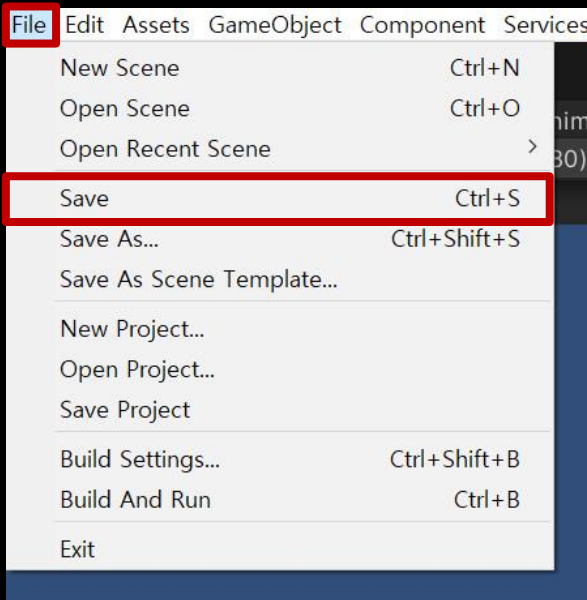 File Edit Assets GameObject Component Services
New Scene Ctrl+N
Open Scene Ctrl+O
Open Recent Scene >
80)
Save Ctrl+S
Save As... Ctrl+Shift+S
Save As Scene Template...
New Project...
Open Project...
Save Project
Build Settings... Ctrl+Shift+B
Build And Run Ctrl+B
Exit